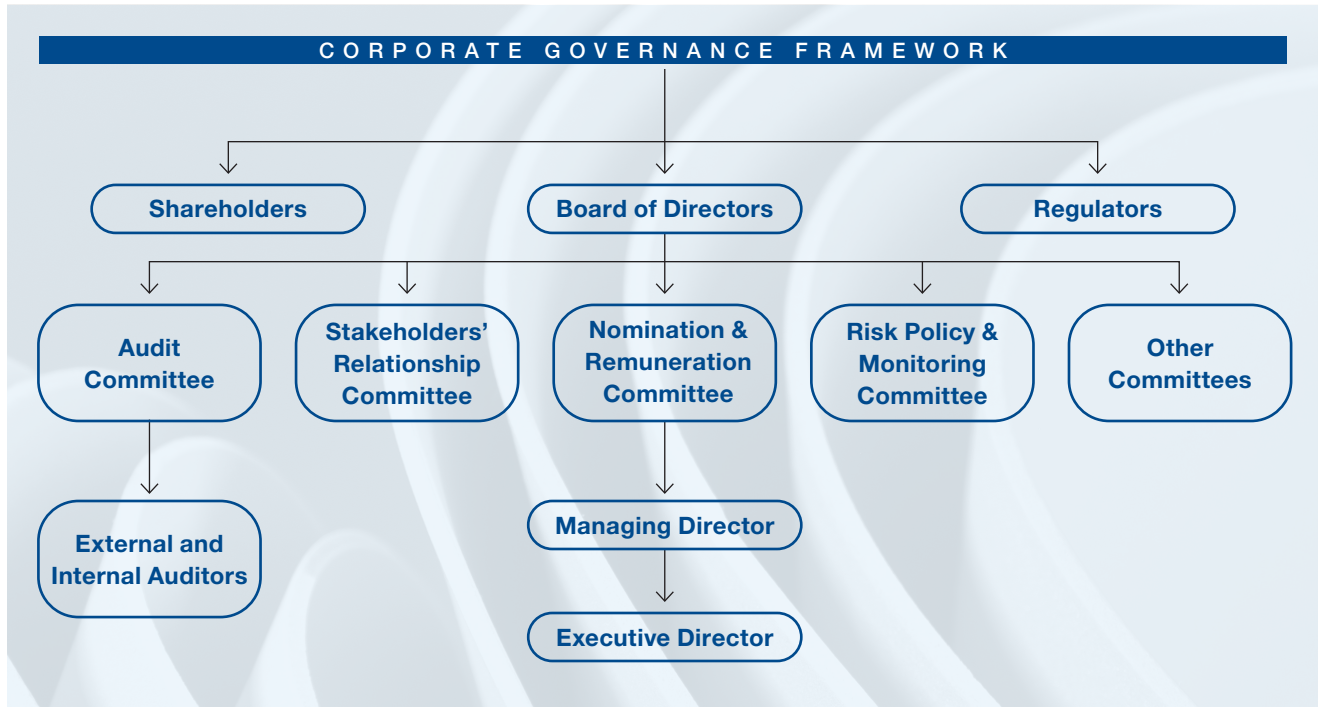 CORPORATE GOVERNANCE FRAMEWORK
Shareholders
Board of Directors
Regulators
Audit
Committee
Stakeholders’
Relationship
Committee
Nomination &
Remuneration
Committee
Risk Policy &
Monitoring
Committee
Other
Committees
External and
Internal Auditors
Managing Director
Executive Director